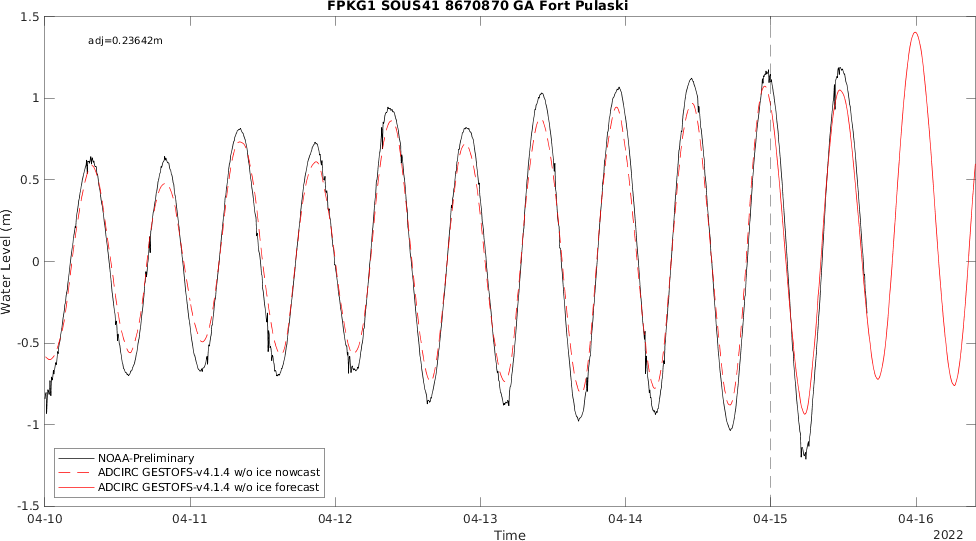 FPKG1 SOUS41 8670870 GA Fort Pulaski
adj=0.23642m
1.5
1
0.5
0
-0.5
-1
-1.5
Water Level (m)
NOAA-Preliminary
ADCIRC GESTOFS-v4.1.4 w/o ice nowcast
ADCIRC GESTOFS-v4.1.4 w/o ice forecast
04-10 04-11 04-12 04-13 04-14 04-15 04-16
Time
2022